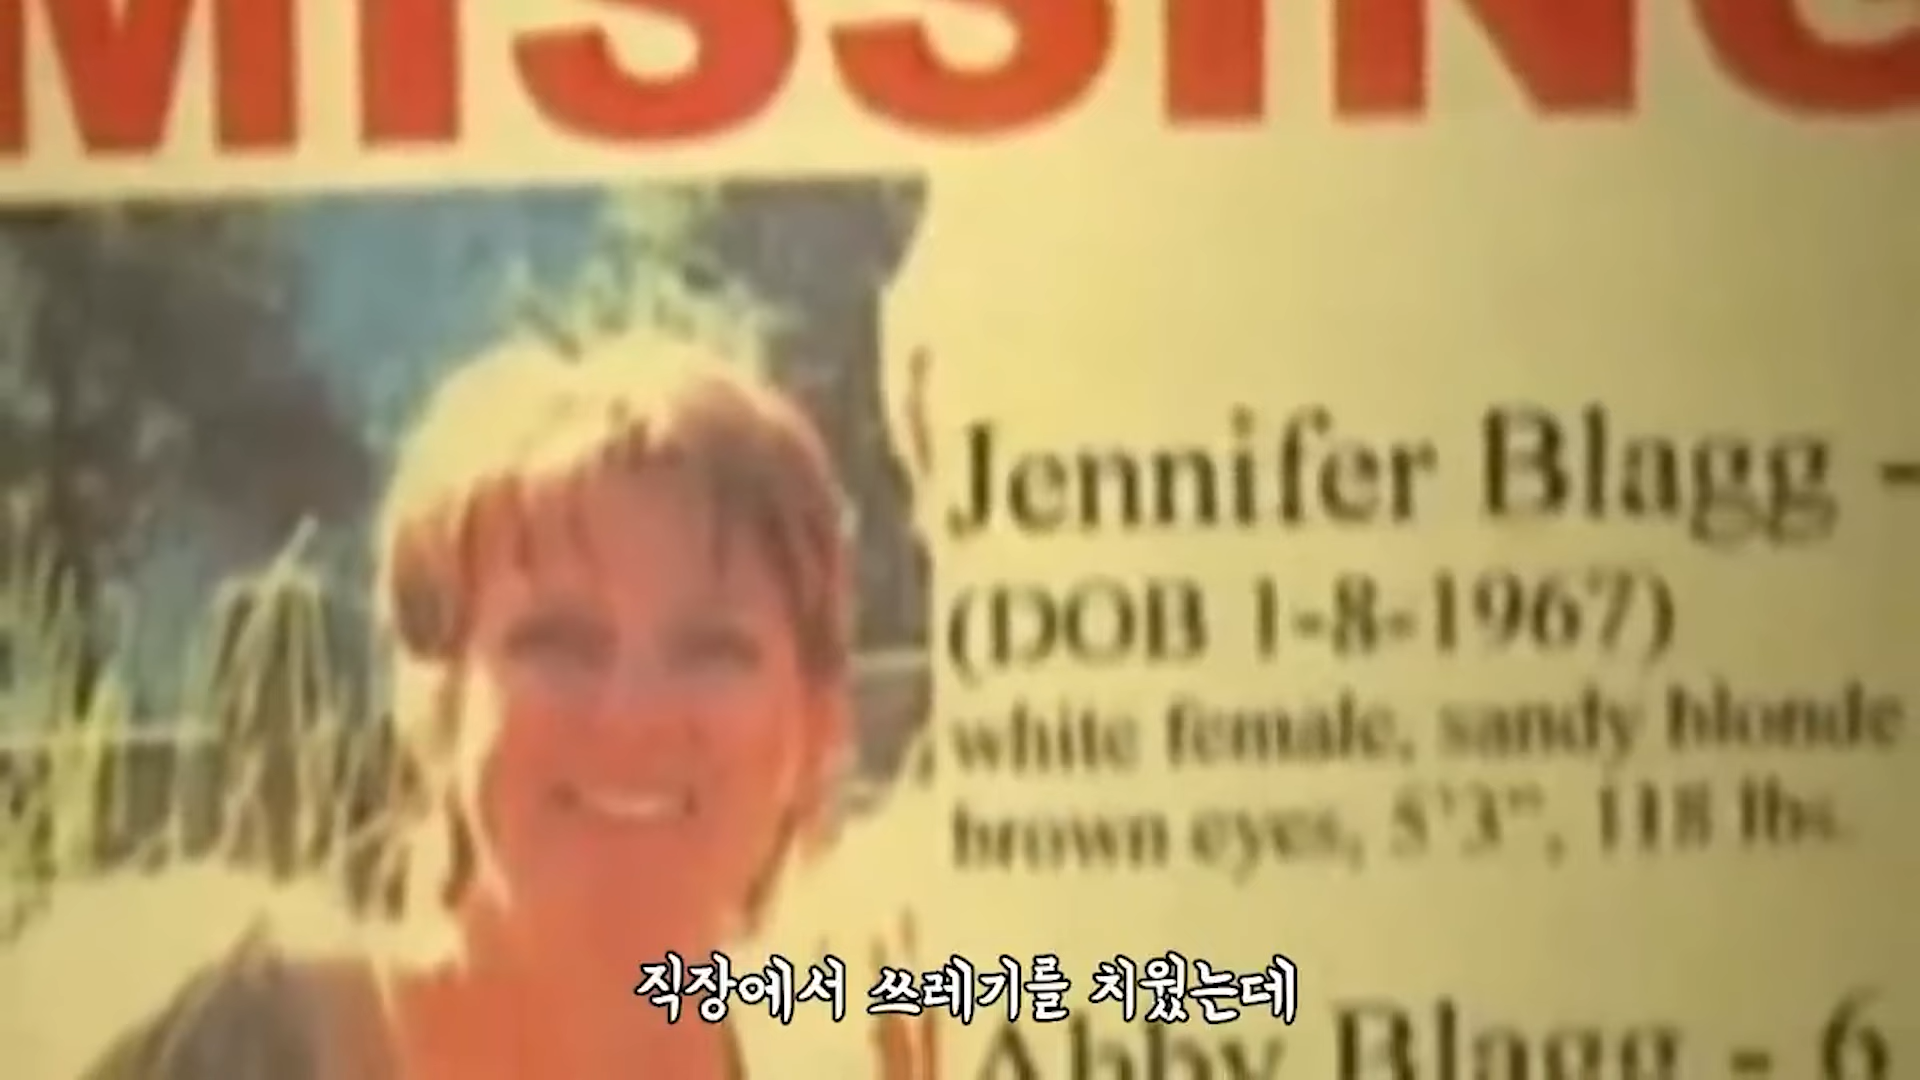 MISSING
Jennifer Blagg -
(DOB 1-8-1967)
white female, sandy blonde
brown eyes, 5'3", 118 lbs.
직장에서 쓰레기를 치웠는데
Abby Blagg - 6